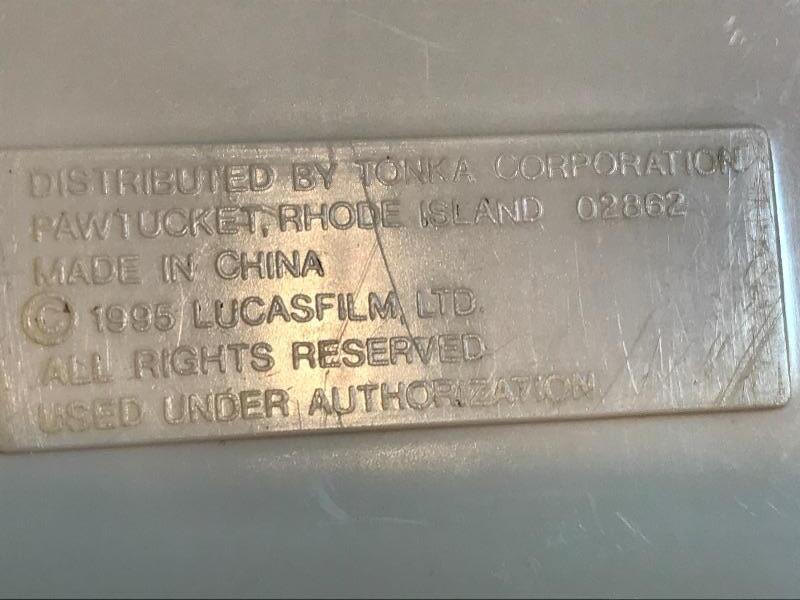 DISTRIBUTED BY TONKA CORPORATION
PAWTUCKET, RHODE ISLAND 02862
MADE IN CHINA
© 1995 LUCASFILM, LTD.
ALL RIGHTS RESERVED
USED UNDER AUTHORIZATION